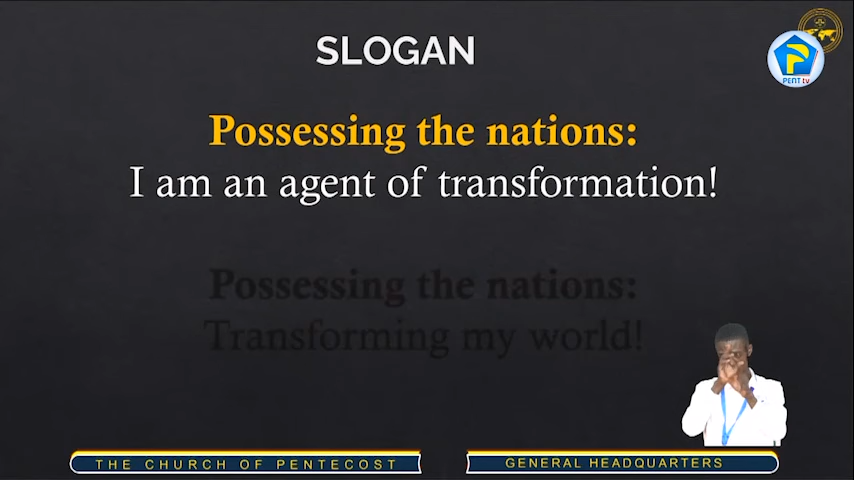 SLOGAN
PENT tv
Possessing the nations:
I am an agent of transformation!
Possessing the nations:
Transforming my world!
THE CHURCH OF PENTECOST
GENERAL HEADQUARTERS